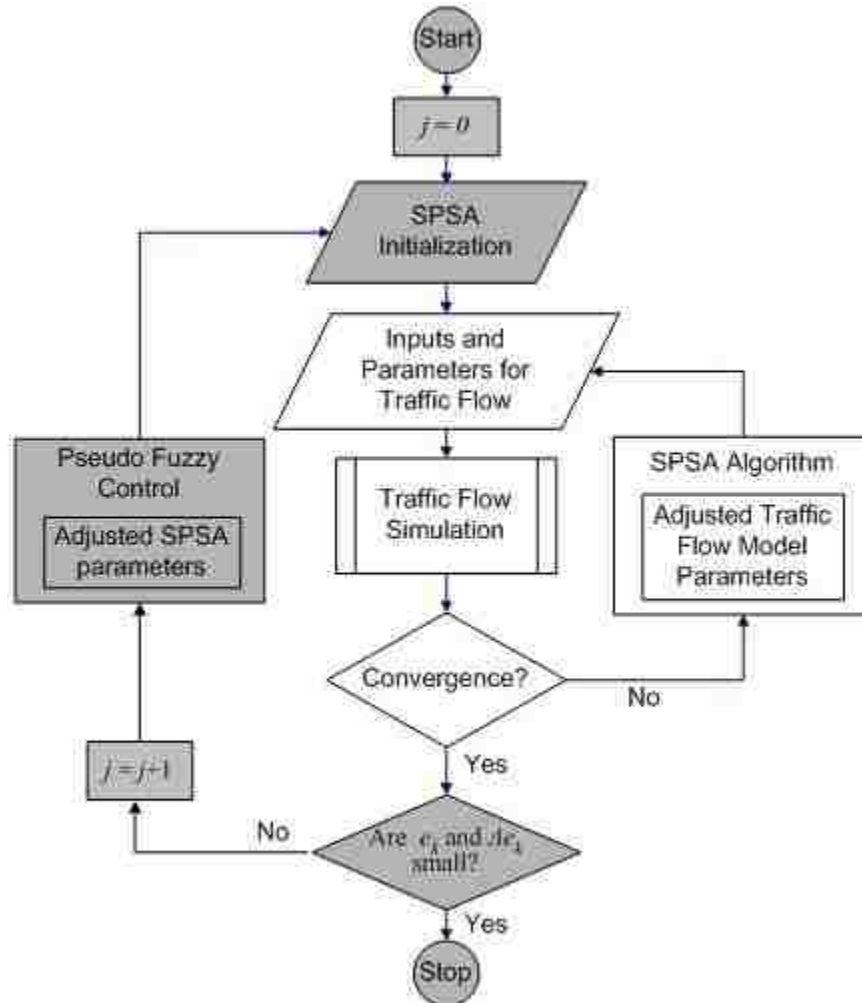 Start
j = 0
SPSA
Initialization
Inputs and
Parameters for
Traffic Flow
Pseudo Fuzzy
Control
Adjusted SPSA
parameters
Traffic Flow
Simulation
SPSA Algorithm
Adjusted Traffic
Flow Model
Parameters
Convergence?
No
Yes
j = j+1
No
Are e_k and Δe_k
small?
Yes
Stop